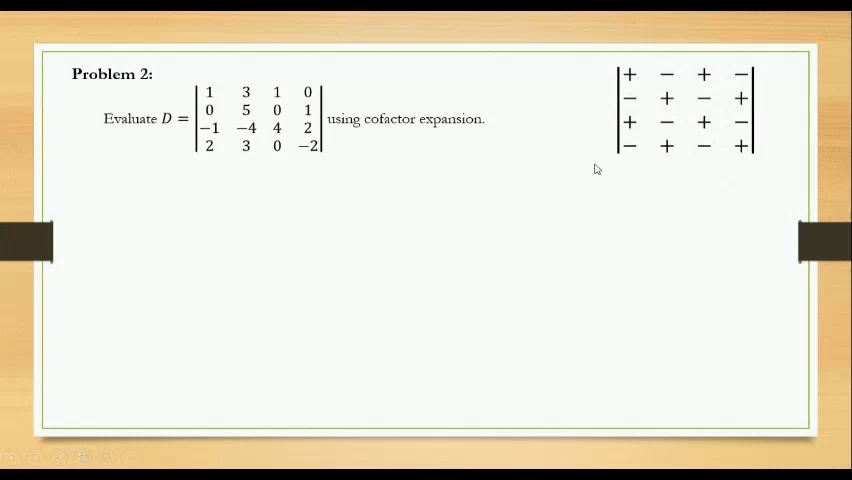 Problem 2:
Evaluate 𝐷 = | 1 3 1 0 | using cofactor expansion.
| 0 5 0 1 |
| −1 −4 4 2 |
| 2 3 0 −2 |
| + − + − |
| − + − + |
| + − + − |
| − + − + |